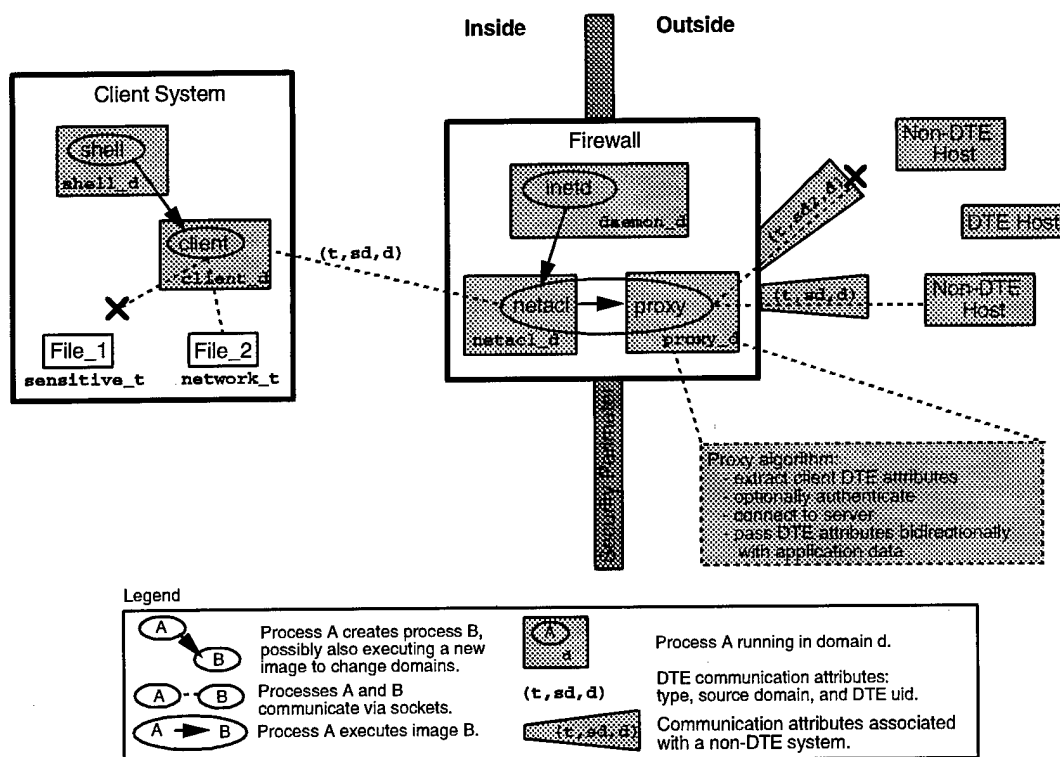 Inside
Outside
Client System
shell
shell_d
client
client_d
File_1
sensitive_t
File_2
network_t
(t,sd,d)
Firewall
inetd
daemon_d
netacl
netacl_d
proxy
proxy_d
(t,sd,d)
Non-DTE
Host
DTE Host
Non-DTE
Host
Security Perimeter
Proxy algorithm:
- extract client DTE attributes
- optionally authenticate
- connect to server
- pass DTE attributes bidirectionally
with application data
Legend
A
B
Process A creates process B,
possibly also executing a new
image to change domains.
A
B
Processes A and B
communicate via sockets.
A
B
Process A executes image B.
A
d
Process A running in domain d.
(t,sd,d)
DTE communication attributes:
type, source domain, and DTE uid.
(t,sd,d)
Communication attributes associated
with a non-DTE system.